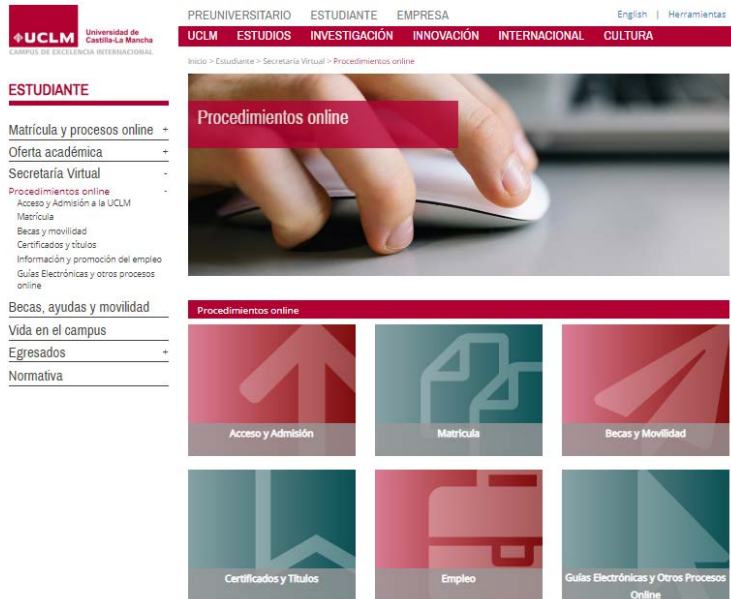 UCLM
Universidad de
Castilla-La Mancha
CAMPUS DE EXCELENCIA INTERNACIONAL
PREUNIVERSITARIO ESTUDIANTE EMPRESA
English | Herramientas
UCLM ESTUDIOS INVESTIGACIÓN INNOVACIÓN INTERNACIONAL CULTURA
Inicio > Estudiante > Secretaría Virtual > Procedimientos online
ESTUDIANTE
Matrícula y procesos online +
Oferta académica +
Secretaría Virtual -
Procedimientos online -
Acceso y Admisión a la UCLM
Matrícula
Becas y movilidad
Certificados y títulos
Información y promoción del empleo
Guías Electrónicas y otros procesos
online
Becas, ayudas y movilidad
Vida en el campus
Egresados +
Normativa
Procedimientos online
Procedimientos online
Acceso y Admisión
Matrícula
Becas y Movilidad
Certificados y Títulos
Empleo
Guías Electrónicas y Otros Procesos
Online